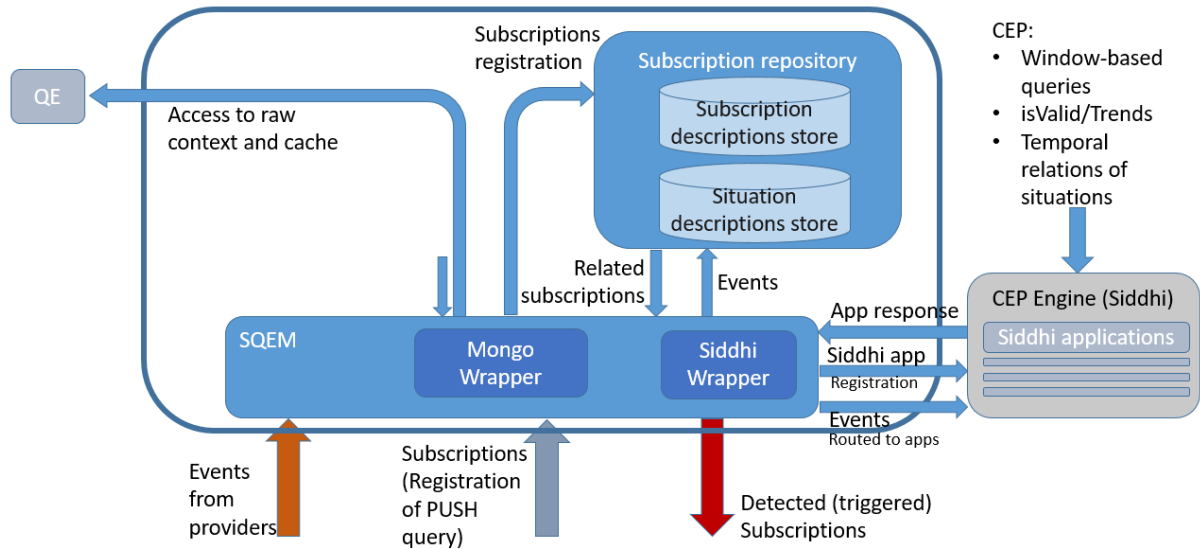 QE
Access to raw
context and cache
Subscriptions
registration
Subscription repository
Subscription
descriptions store
Situation
descriptions store
CEP:
• Window-based
queries
• isValid/Trends
• Temporal
relations of
situations
Related
subscriptions
Events
SQEM
Mongo
Wrapper
Siddhi
Wrapper
App response
Siddhi app
Registration
Events
Routed to apps
CEP Engine (Siddhi)
Siddhi applications
Events
from
providers
Subscriptions
(Registration
of PUSH
query)
Detected (triggered)
Subscriptions